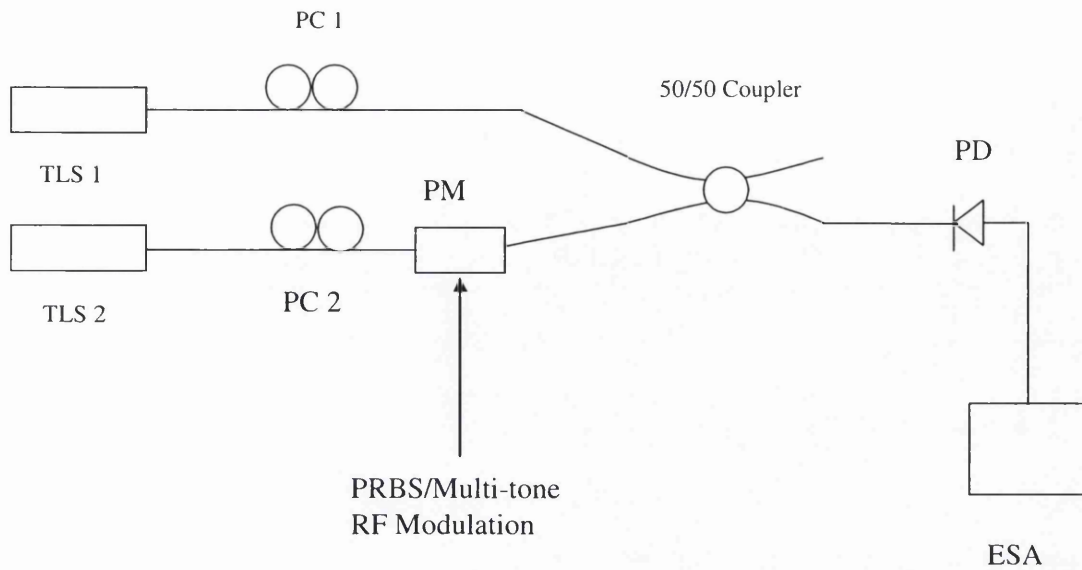 PC 1
50/50 Coupler
TLS 1
PM
PD
TLS 2
PC 2
PRBS/Multi-tone
RF Modulation
ESA